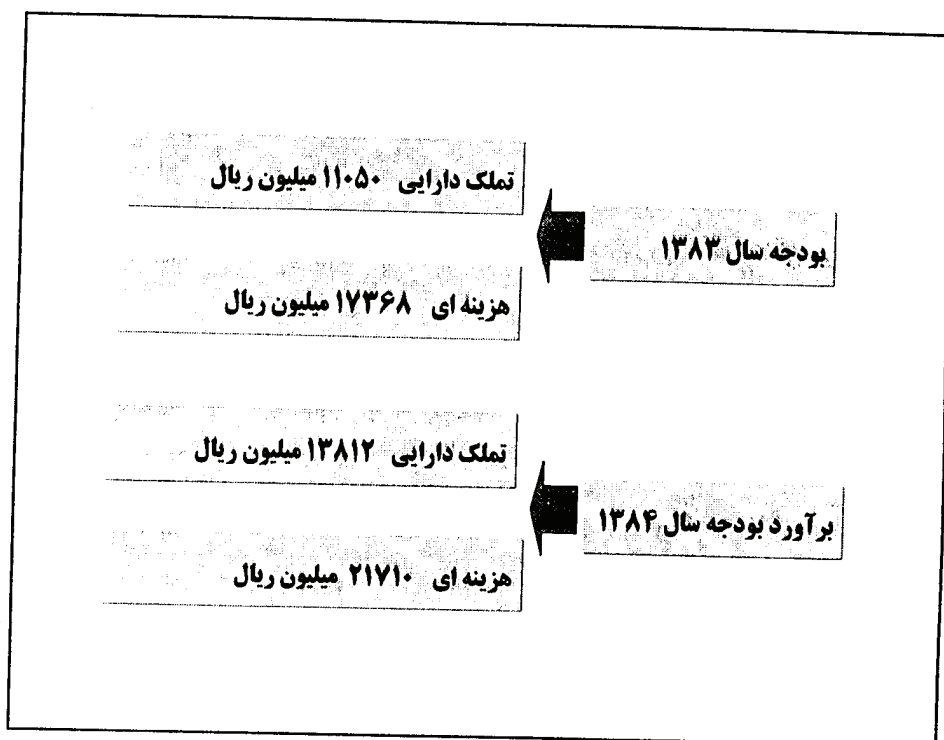 بودجه سال ۱۳۸۳
تملک دارایی ۱۱۰۵۰ میلیون ریال
هزینه ای ۱۷۳۶۸ میلیون ریال
برآورد بودجه سال ۱۳۸۴
تملک دارایی ۱۳۸۱۲ میلیون ریال
هزینه ای ۲۱۷۱۰ میلیون ریال